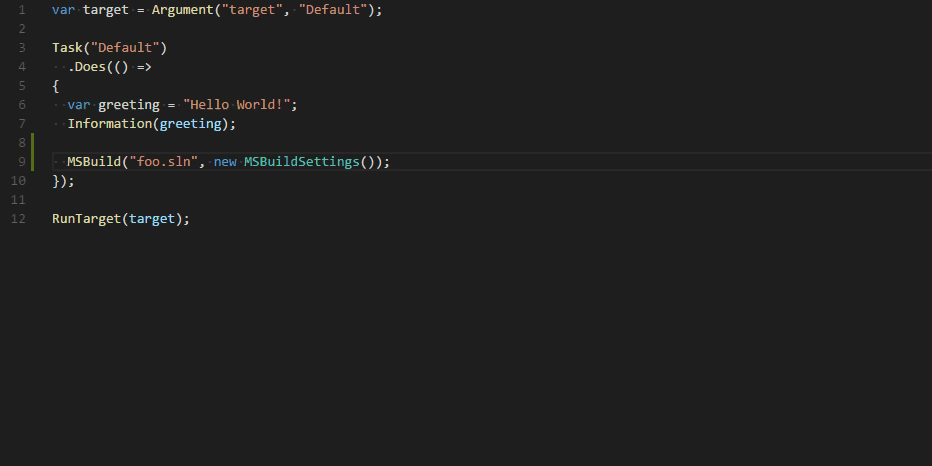 1 var target = Argument("target", "Default");
2
3 Task("Default")
4   .Does(() =>
5 {
6   var greeting = "Hello World!";
7   Information(greeting);
8
9   MSBuild("foo.sln", new MSBuildSettings());
10 });
11
12 RunTarget(target);